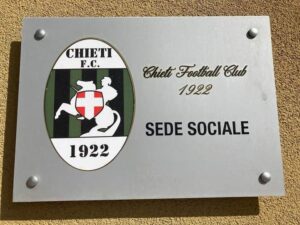 CHIETI
F.C.
1922
Chieti Football Club
1922
SEDE SOCIALE